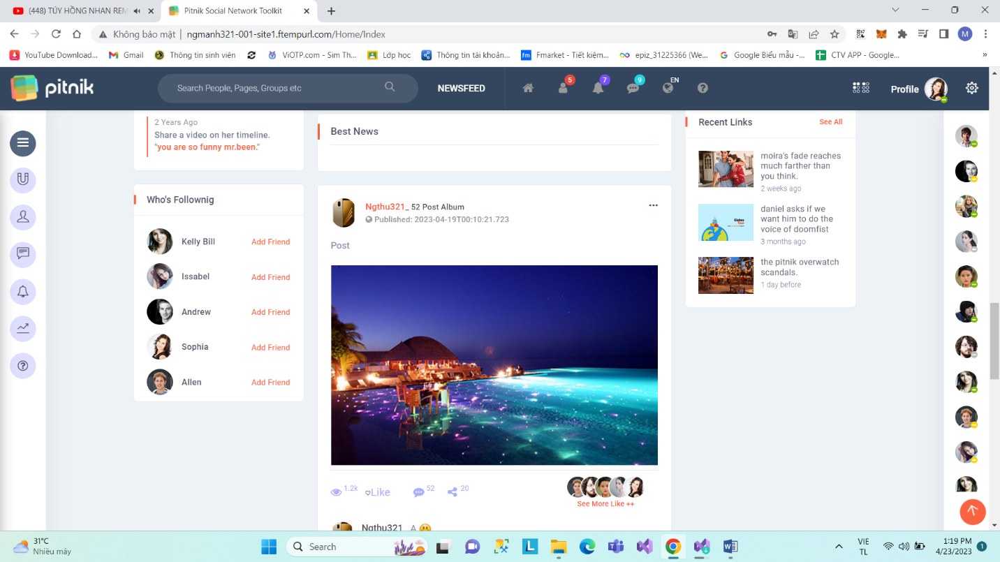 (448) TÚY HỒNG NHAN REM
Pitnik Social Network Toolkit
Không bảo mật | ngmanh321-001-site1.ftempurl.com/Home/Index
M
YouTube Download...
Gmail
Thông tin sinh viên
ViOTP.com - Sim Th...
Lớp học
Thông tin tài khoản...
fm
Fmarket - Tiết kiệm...
epiz_31225366 (We...
Google Biểu mẫu -...
CTV APP - Google...
»
pitnik
Search People, Pages, Groups etc
NEWSFEED
5
7
9
EN
Profile
2 Years Ago
Share a video on her timeline.
"you are so funny mr.been."
Who's Follownig
Kelly Bill
Add Friend
Issabel
Add Friend
Andrew
Add Friend
Sophia
Add Friend
Allen
Add Friend
Best News
Ngthu321_ 52 Post Album
Published: 2023-04-19T00:10:21.723
Post
1.2k
Like
52
20
See More Like ++
Ngthu321 A
Recent Links
See All
moira's fade reaches
much farther than
you think.
2 weeks ago
daniel asks if we
want him to do the
voice of doomfist
3 months ago
the pitnik overwatch
scandals.
1 day before
31°C
Nhiều mây
Search
VIE
TL
1:19 PM
4/23/2023
1